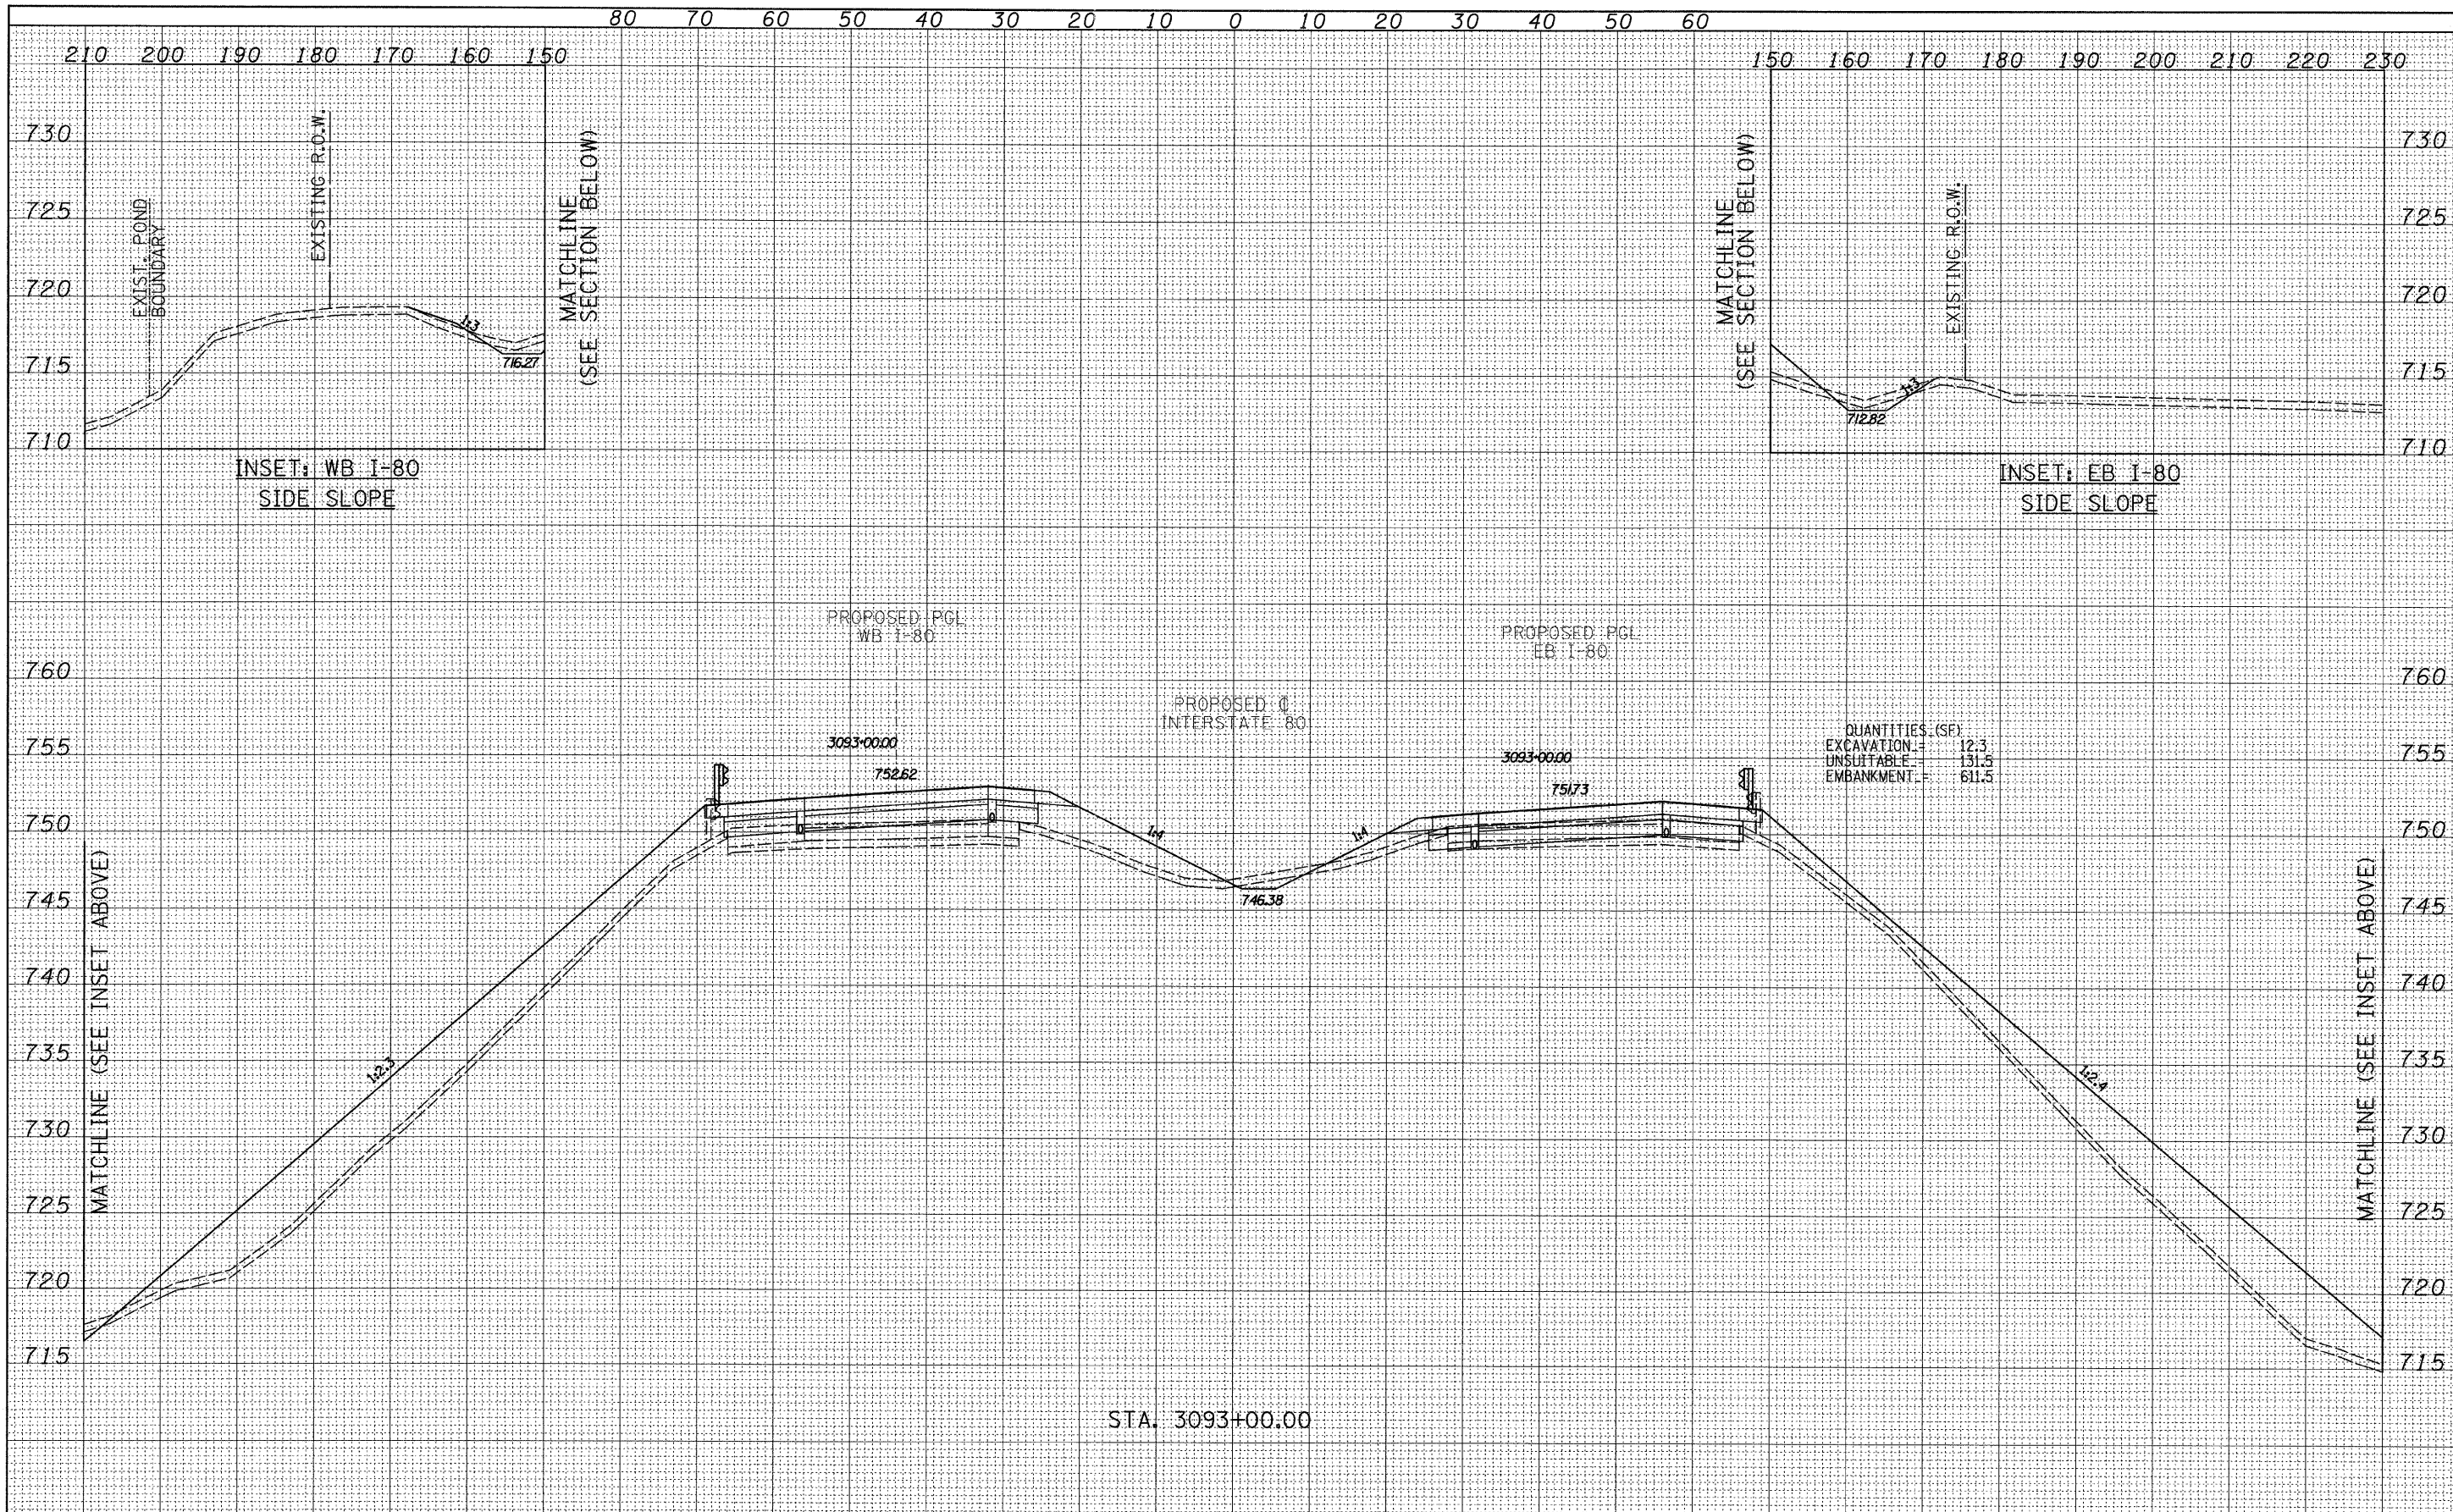 80 70 60 50 40 30 20 10 0 10 20 30 40 50 60
210 200 190 180 170 160 150
150 160 170 180 190 200 210 220 230
730
725
720
715
710
EXIST. POND
BOUNDARY
EXISTING R.O.W.
1:3
716.27
MATCHLINE
(SEE SECTION BELOW)
INSET: WB I-80
SIDE SLOPE
MATCHLINE
(SEE SECTION BELOW)
EXISTING R.O.W.
1:3
712.82
730
725
720
715
710
INSET: EB I-80
SIDE SLOPE
760
755
750
745
740
735
730
725
720
715
MATCHLINE (SEE INSET ABOVE)
1:2.3
PROPOSED PGL
WB I-80
3093+00.00
752.62
PROPOSED ℄
INTERSTATE 80
1:4
746.38
1:4
PROPOSED PGL
EB I-80
3093+00.00
751.73
QUANTITIES (SF)
EXCAVATION = 12.3
UNSUITABLE = 131.5
EMBANKMENT = 611.5
1:2.4
MATCHLINE (SEE INSET ABOVE)
760
755
750
745
740
735
730
725
720
715
STA. 3093+00.00